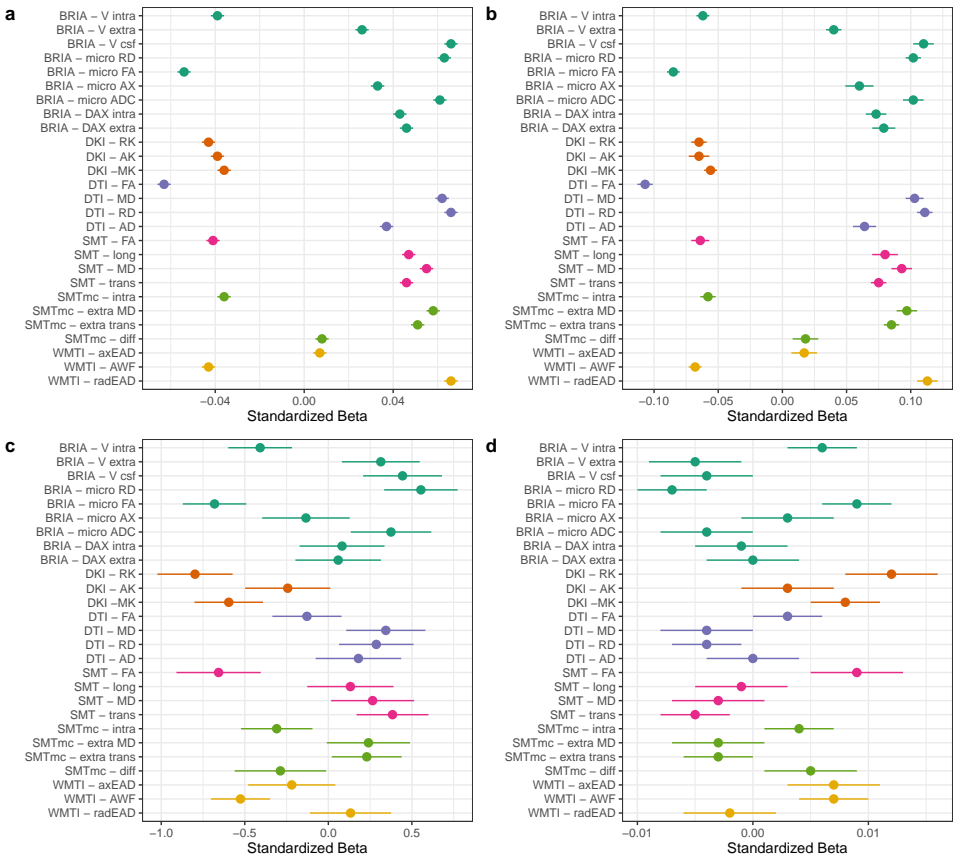 a
BRIA − V intra
BRIA − V extra
BRIA − V csf
BRIA − micro RD
BRIA − micro FA
BRIA − micro AX
BRIA − micro ADC
BRIA − DAX intra
BRIA − DAX extra
DKI − RK
DKI − AK
DKI −MK
DTI − FA
DTI − MD
DTI − RD
DTI − AD
SMT − FA
SMT − long
SMT − MD
SMT − trans
SMTmc − intra
SMTmc − extra MD
SMTmc − extra trans
SMTmc − diff
WMTI − axEAD
WMTI − AWF
WMTI − radEAD
−0.04 0.00 0.04
Standardized Beta
b
BRIA − V intra
BRIA − V extra
BRIA − V csf
BRIA − micro RD
BRIA − micro FA
BRIA − micro AX
BRIA − micro ADC
BRIA − DAX intra
BRIA − DAX extra
DKI − RK
DKI − AK
DKI −MK
DTI − FA
DTI − MD
DTI − RD
DTI − AD
SMT − FA
SMT − long
SMT − MD
SMT − trans
SMTmc − intra
SMTmc − extra MD
SMTmc − extra trans
SMTmc − diff
WMTI − axEAD
WMTI − AWF
WMTI − radEAD
−0.10 −0.05 0.00 0.05 0.10
Standardized Beta
c
BRIA − V intra
BRIA − V extra
BRIA − V csf
BRIA − micro RD
BRIA − micro FA
BRIA − micro AX
BRIA − micro ADC
BRIA − DAX intra
BRIA − DAX extra
DKI − RK
DKI − AK
DKI −MK
DTI − FA
DTI − MD
DTI − RD
DTI − AD
SMT − FA
SMT − long
SMT − MD
SMT − trans
SMTmc − intra
SMTmc − extra MD
SMTmc − extra trans
SMTmc − diff
WMTI − axEAD
WMTI − AWF
WMTI − radEAD
−1.0 −0.5 0.0 0.5
Standardized Beta
d
BRIA − V intra
BRIA − V extra
BRIA − V csf
BRIA − micro RD
BRIA − micro FA
BRIA − micro AX
BRIA − micro ADC
BRIA − DAX intra
BRIA − DAX extra
DKI − RK
DKI − AK
DKI −MK
DTI − FA
DTI − MD
DTI − RD
DTI − AD
SMT − FA
SMT − long
SMT − MD
SMT − trans
SMTmc − intra
SMTmc − extra MD
SMTmc − extra trans
SMTmc − diff
WMTI − axEAD
WMTI − AWF
WMTI − radEAD
−0.01 0.00 0.01
Standardized Beta